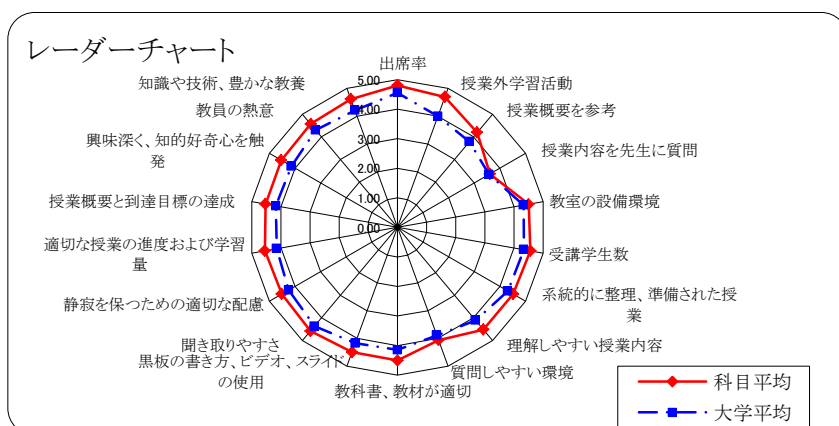 レーダーチャート
出席率
授業外学習活動
授業概要を参考
授業内容を先生に質問
教室の設備環境
受講学生数
系統的に整理、準備された授
業
理解しやすい授業内容
質問しやすい環境
教科書、教材が適切
黒板の書き方、ビデオ、スライド
の使用
聞き取りやすさ
静寂を保つための適切な配慮
適切な授業の進度および学習
量
授業概要と到達目標の達成
興味深く、知的好奇心を触
発
教員の熱意
知識や技術、豊かな教養
5.00
4.00
3.00
2.00
1.00
0.00
科目平均
大学平均